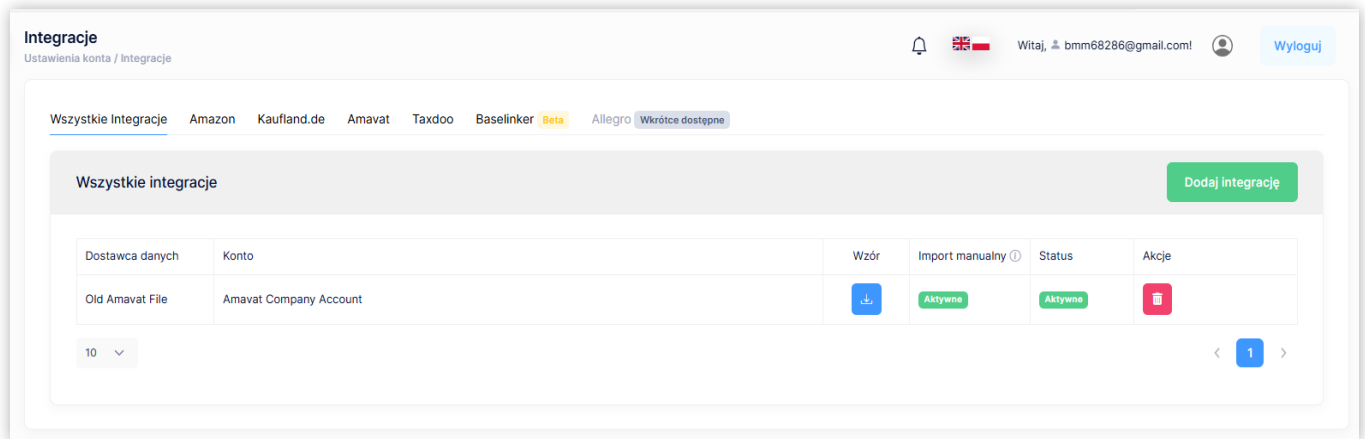 Integracje
Ustawienia konta / Integracje
Witaj, bmm68286@gmail.com!
Wyloguj
Wszystkie Integracje Amazon Kaufland.de Amavat Taxdoo Baselinker Beta Allegro Wkrótce dostępne
Wszystkie integracje
Dodaj integrację
Dostawca danych Konto Wzór Import manualny Status Akcje
Old Amavat File Amavat Company Account Aktywne Aktywne
10
1